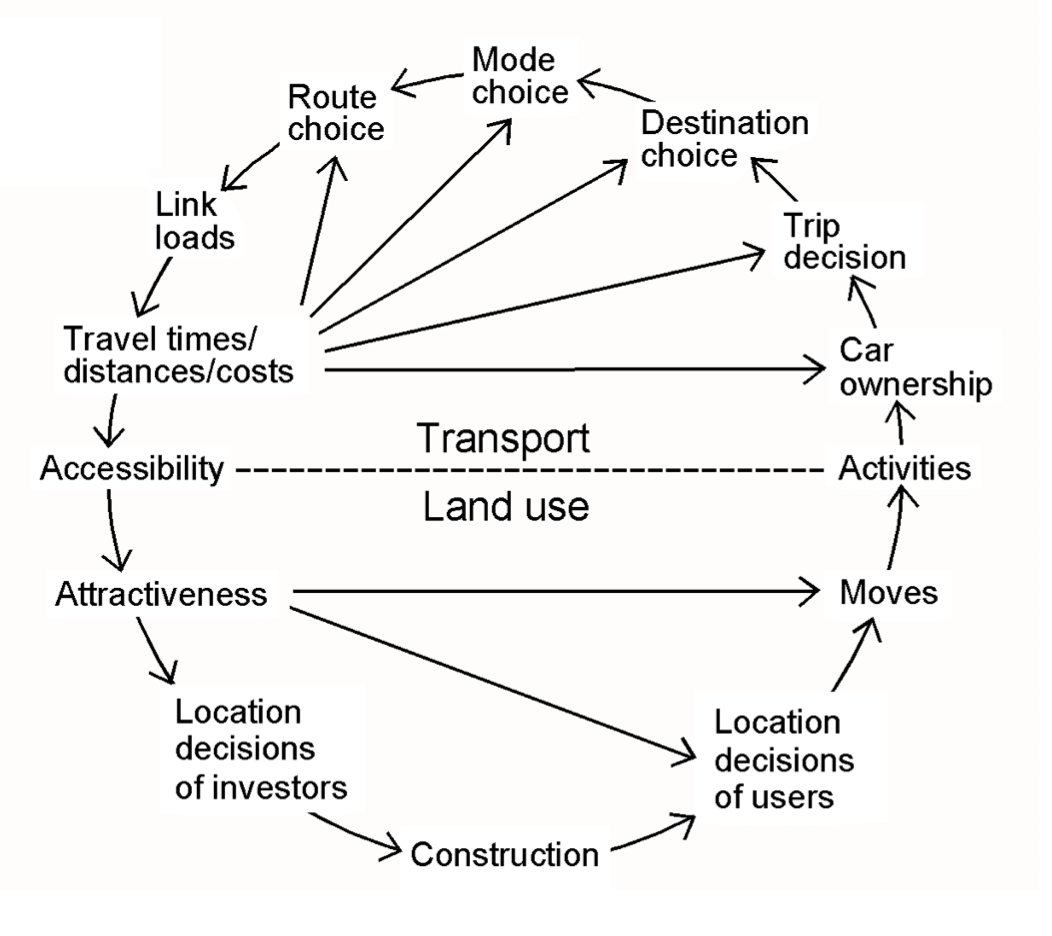 Mode
choice
Route
choice
Destination
choice
Link
loads
Trip
decision
Travel times/
distances/costs
Car
ownership
Transport
Accessibility
Activities
Land use
Attractiveness
Moves
Location
decisions
of investors
Location
decisions
of users
Construction